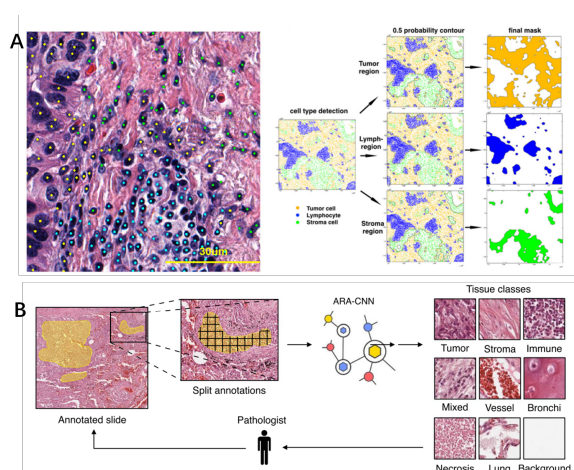 A
30um
0.5 probability contour
final mask
Tumor
region
cell type detection
Lymph-
region
Tumor cell
Lymphocyte
Stroma cell
Stroma
region
B
ARA-CNN
Tissue classes
Tumor Stroma Immune
Split annotations
Mixed Vessel Bronchi
Annotated slide
Pathologist
Necrosis Lung Background